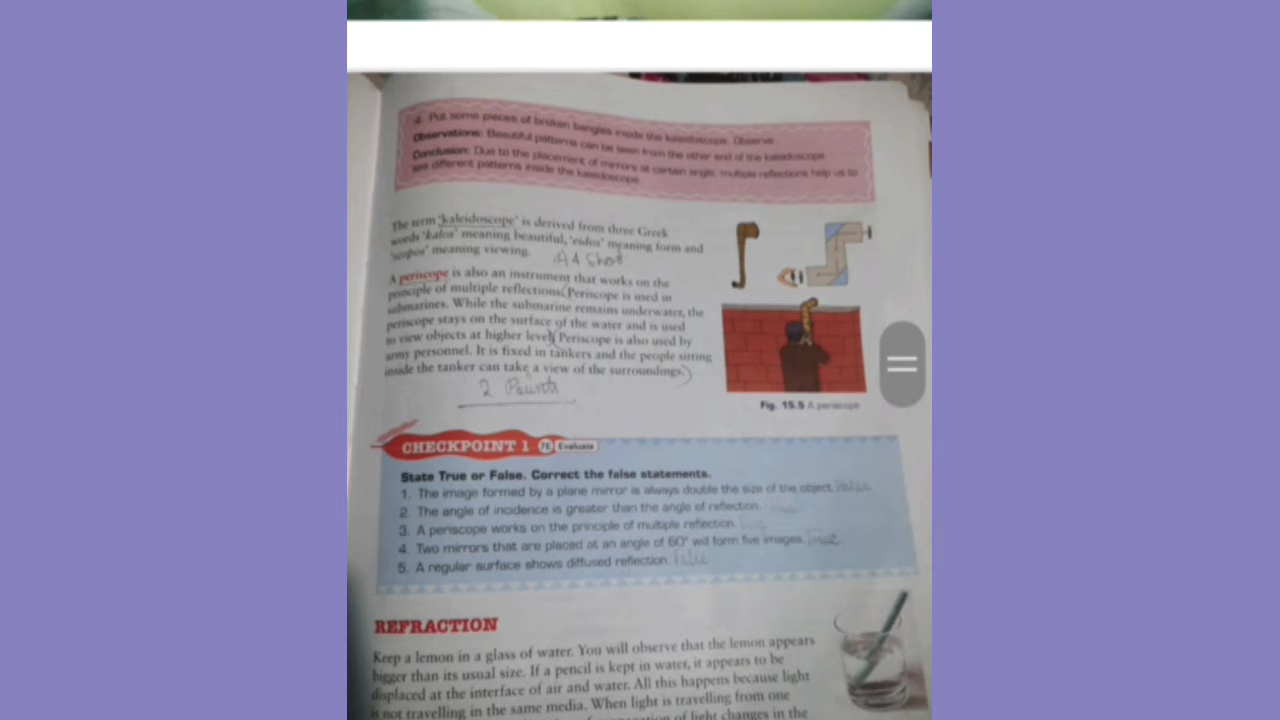 4. Put some pieces of broken bangles inside the kaleidoscope. Observe.
Observations: Beautiful patterns can be seen from the other end of the kaleidoscope.
Conclusion: Due to the placement of mirrors at certain angle, multiple reflections help us to
see different patterns inside the kaleidoscope.
The term 'kaleidoscope' is derived from three Greek
words 'kalos' meaning beautiful, 'eidos' meaning form and
'scopos' meaning viewing.
A periscope is also an instrument that works on the
principle of multiple reflections. Periscope is used in
submarines. While the submarine remains underwater, the
periscope stays on the surface of the water and is used
to view objects at higher level. Periscope is also used by
army personnel. It is fixed in tankers and the people sitting
inside the tanker can take a view of the surroundings.
2 Points
Fig. 15.5 A periscope
CHECKPOINT 1 7E Evaluate
State True or False. Correct the false statements.
1. The image formed by a plane mirror is always double the size of the object. False
2. The angle of incidence is greater than the angle of reflection.
3. A periscope works on the principle of multiple reflection.
4. Two mirrors that are placed at an angle of 60° will form five images. True
5. A regular surface shows diffused reflection. False
REFRACTION
Keep a lemon in a glass of water. You will observe that the lemon appears
bigger than its usual size. If a pencil is kept in water, it appears to be
displaced at the interface of air and water. All this happens because light
is not travelling in the same media. When light is travelling from one
of light changes in the